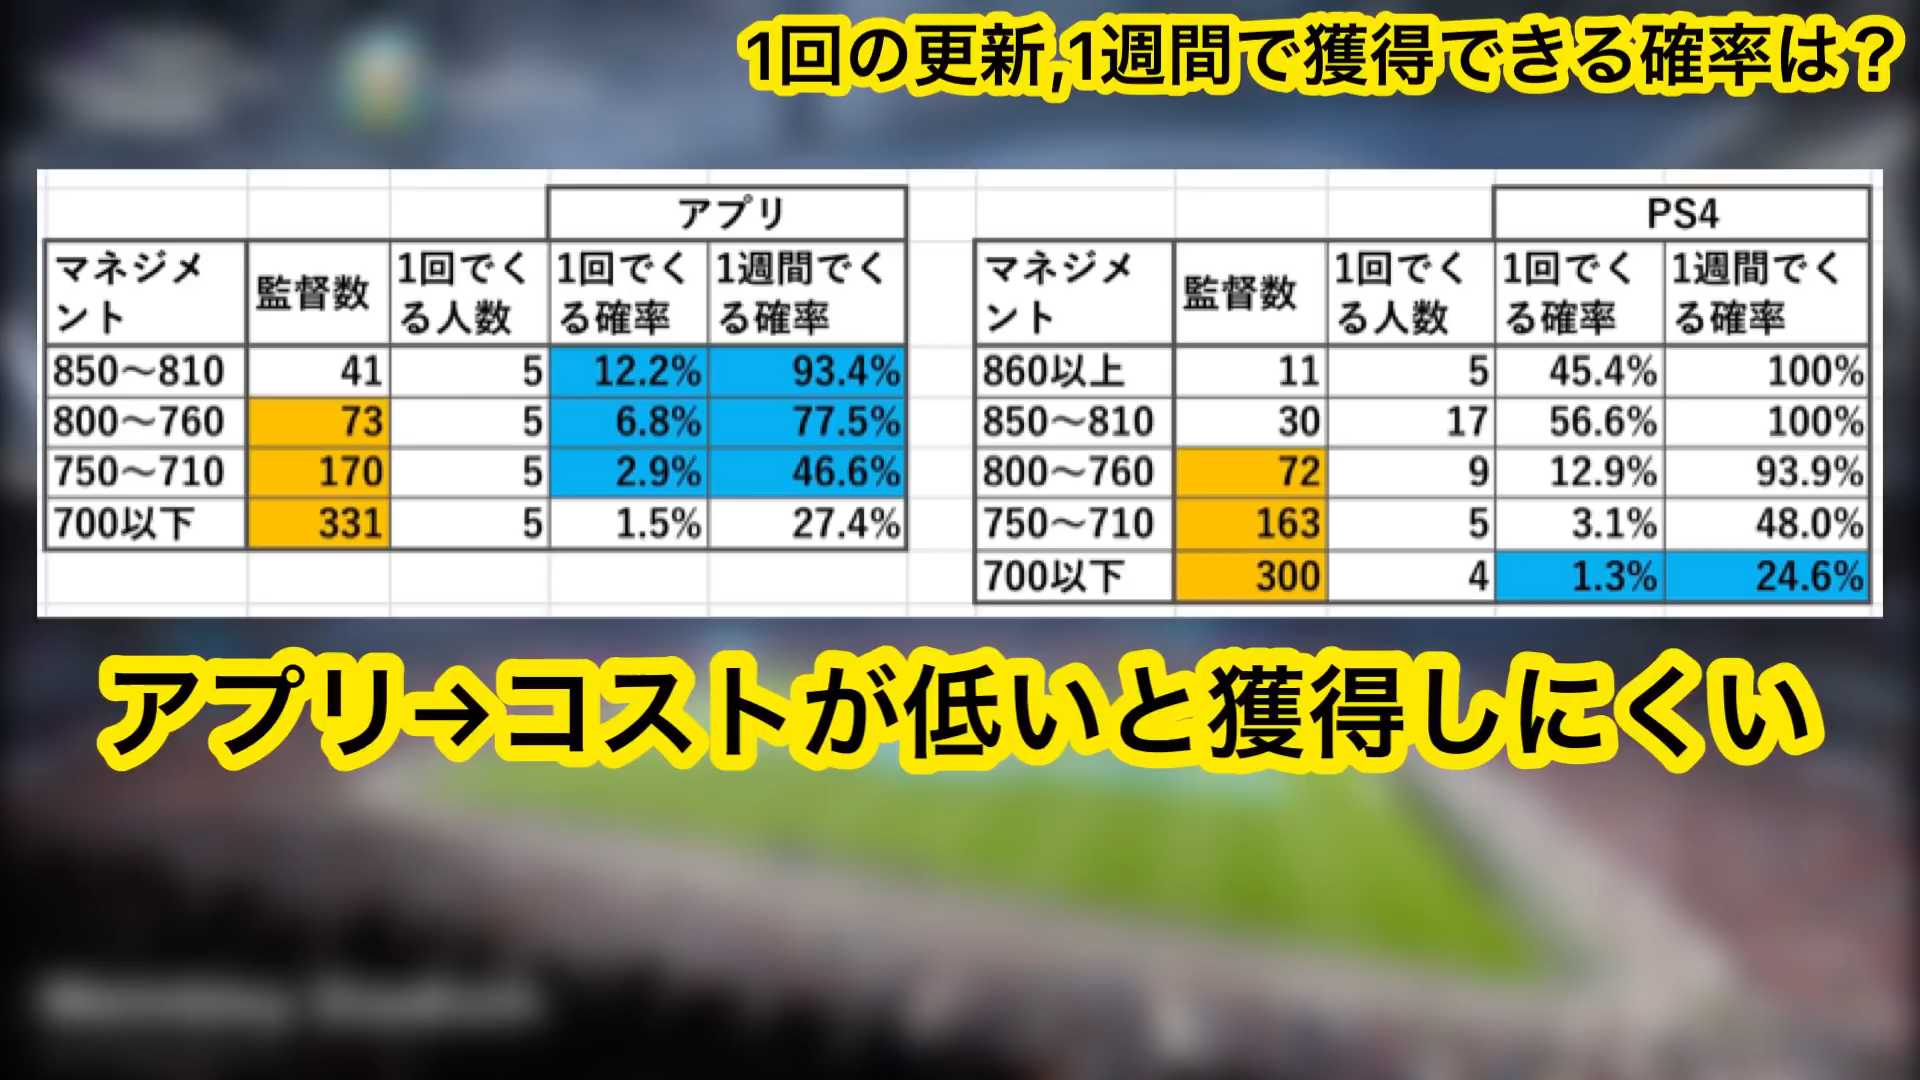 1回の更新,1週間で獲得できる確率は？
アプリ
マネジメント 監督数 1回でくる人数 1回でくる確率 1週間でくる確率
850〜810 41 5 12.2% 93.4%
800〜760 73 5 6.8% 77.5%
750〜710 170 5 2.9% 46.6%
700以下 331 5 1.5% 27.4%
PS4
マネジメント 監督数 1回でくる人数 1回でくる確率 1週間でくる確率
860以上 11 5 45.4% 100%
850〜810 30 17 56.6% 100%
800〜760 72 9 12.9% 93.9%
750〜710 163 5 3.1% 48.0%
700以下 300 4 1.3% 24.6%
アプリ→コストが低いと獲得しにくい